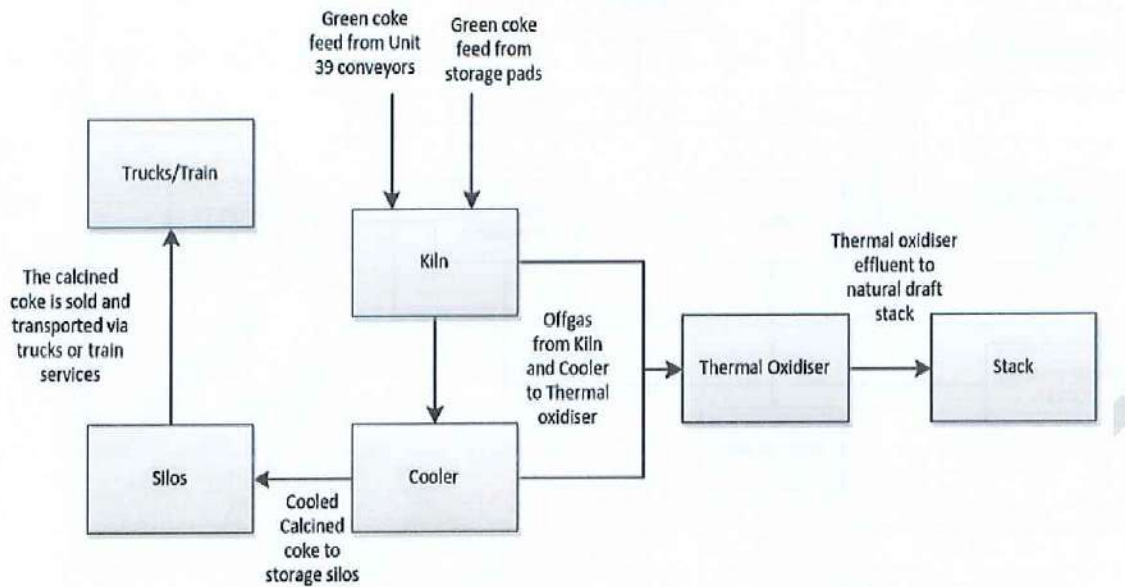 Green coke
feed from Unit
39 conveyors
Green coke
feed from
storage pads
Trucks/Train
Kiln
The calcined
coke is sold and
transported via
trucks or train
services
Offgas
from Kiln
and Cooler
to Thermal
oxidiser
Thermal oxidiser
effluent to
natural draft
stack
Thermal Oxidiser
Stack
Silos
Cooler
Cooled
Calcined
coke to
storage silos